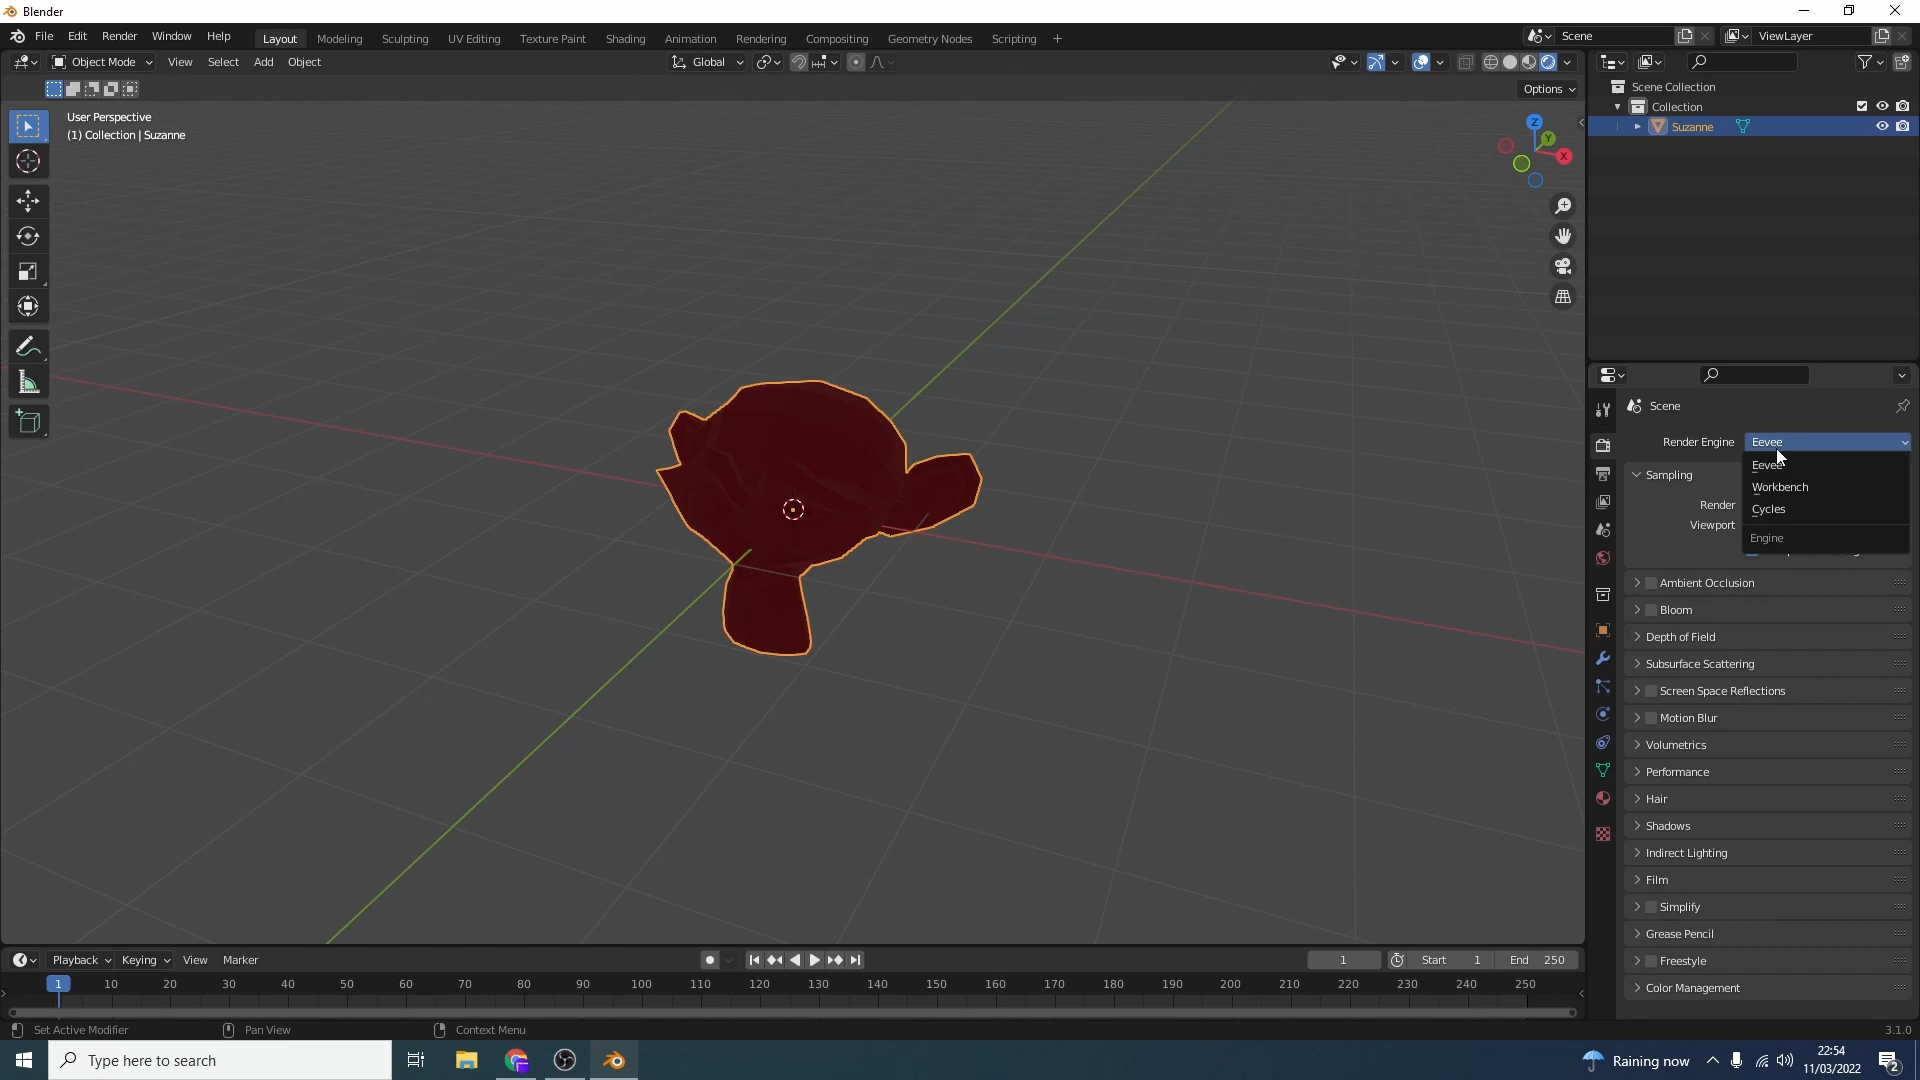 Blender
File Edit Render Window Help Layout Modeling Sculpting UV Editing Texture Paint Shading Animation Rendering Compositing Geometry Nodes Scripting + Scene ViewLayer
Object Mode View Select Add Object Global
Options
User Perspective
(1) Collection | Suzanne
Z
Y
X
Scene Collection
Collection
Suzanne
Scene
Render Engine Eevee
Eevee
Workbench
Cycles
Engine
Sampling
Render
Viewport
Ambient Occlusion
Bloom
Depth of Field
Subsurface Scattering
Screen Space Reflections
Motion Blur
Volumetrics
Performance
Hair
Shadows
Indirect Lighting
Film
Simplify
Grease Pencil
Freestyle
Color Management
Playback Keying View Marker 1 Start 1 End 250
1 10 20 30 40 50 60 70 80 90 100 110 120 130 140 150 160 170 180 190 200 210 220 230 240 250
Set Active Modifier Pan View Context Menu 3.1.0
Type here to search Raining now 22:54
11/03/2022 2